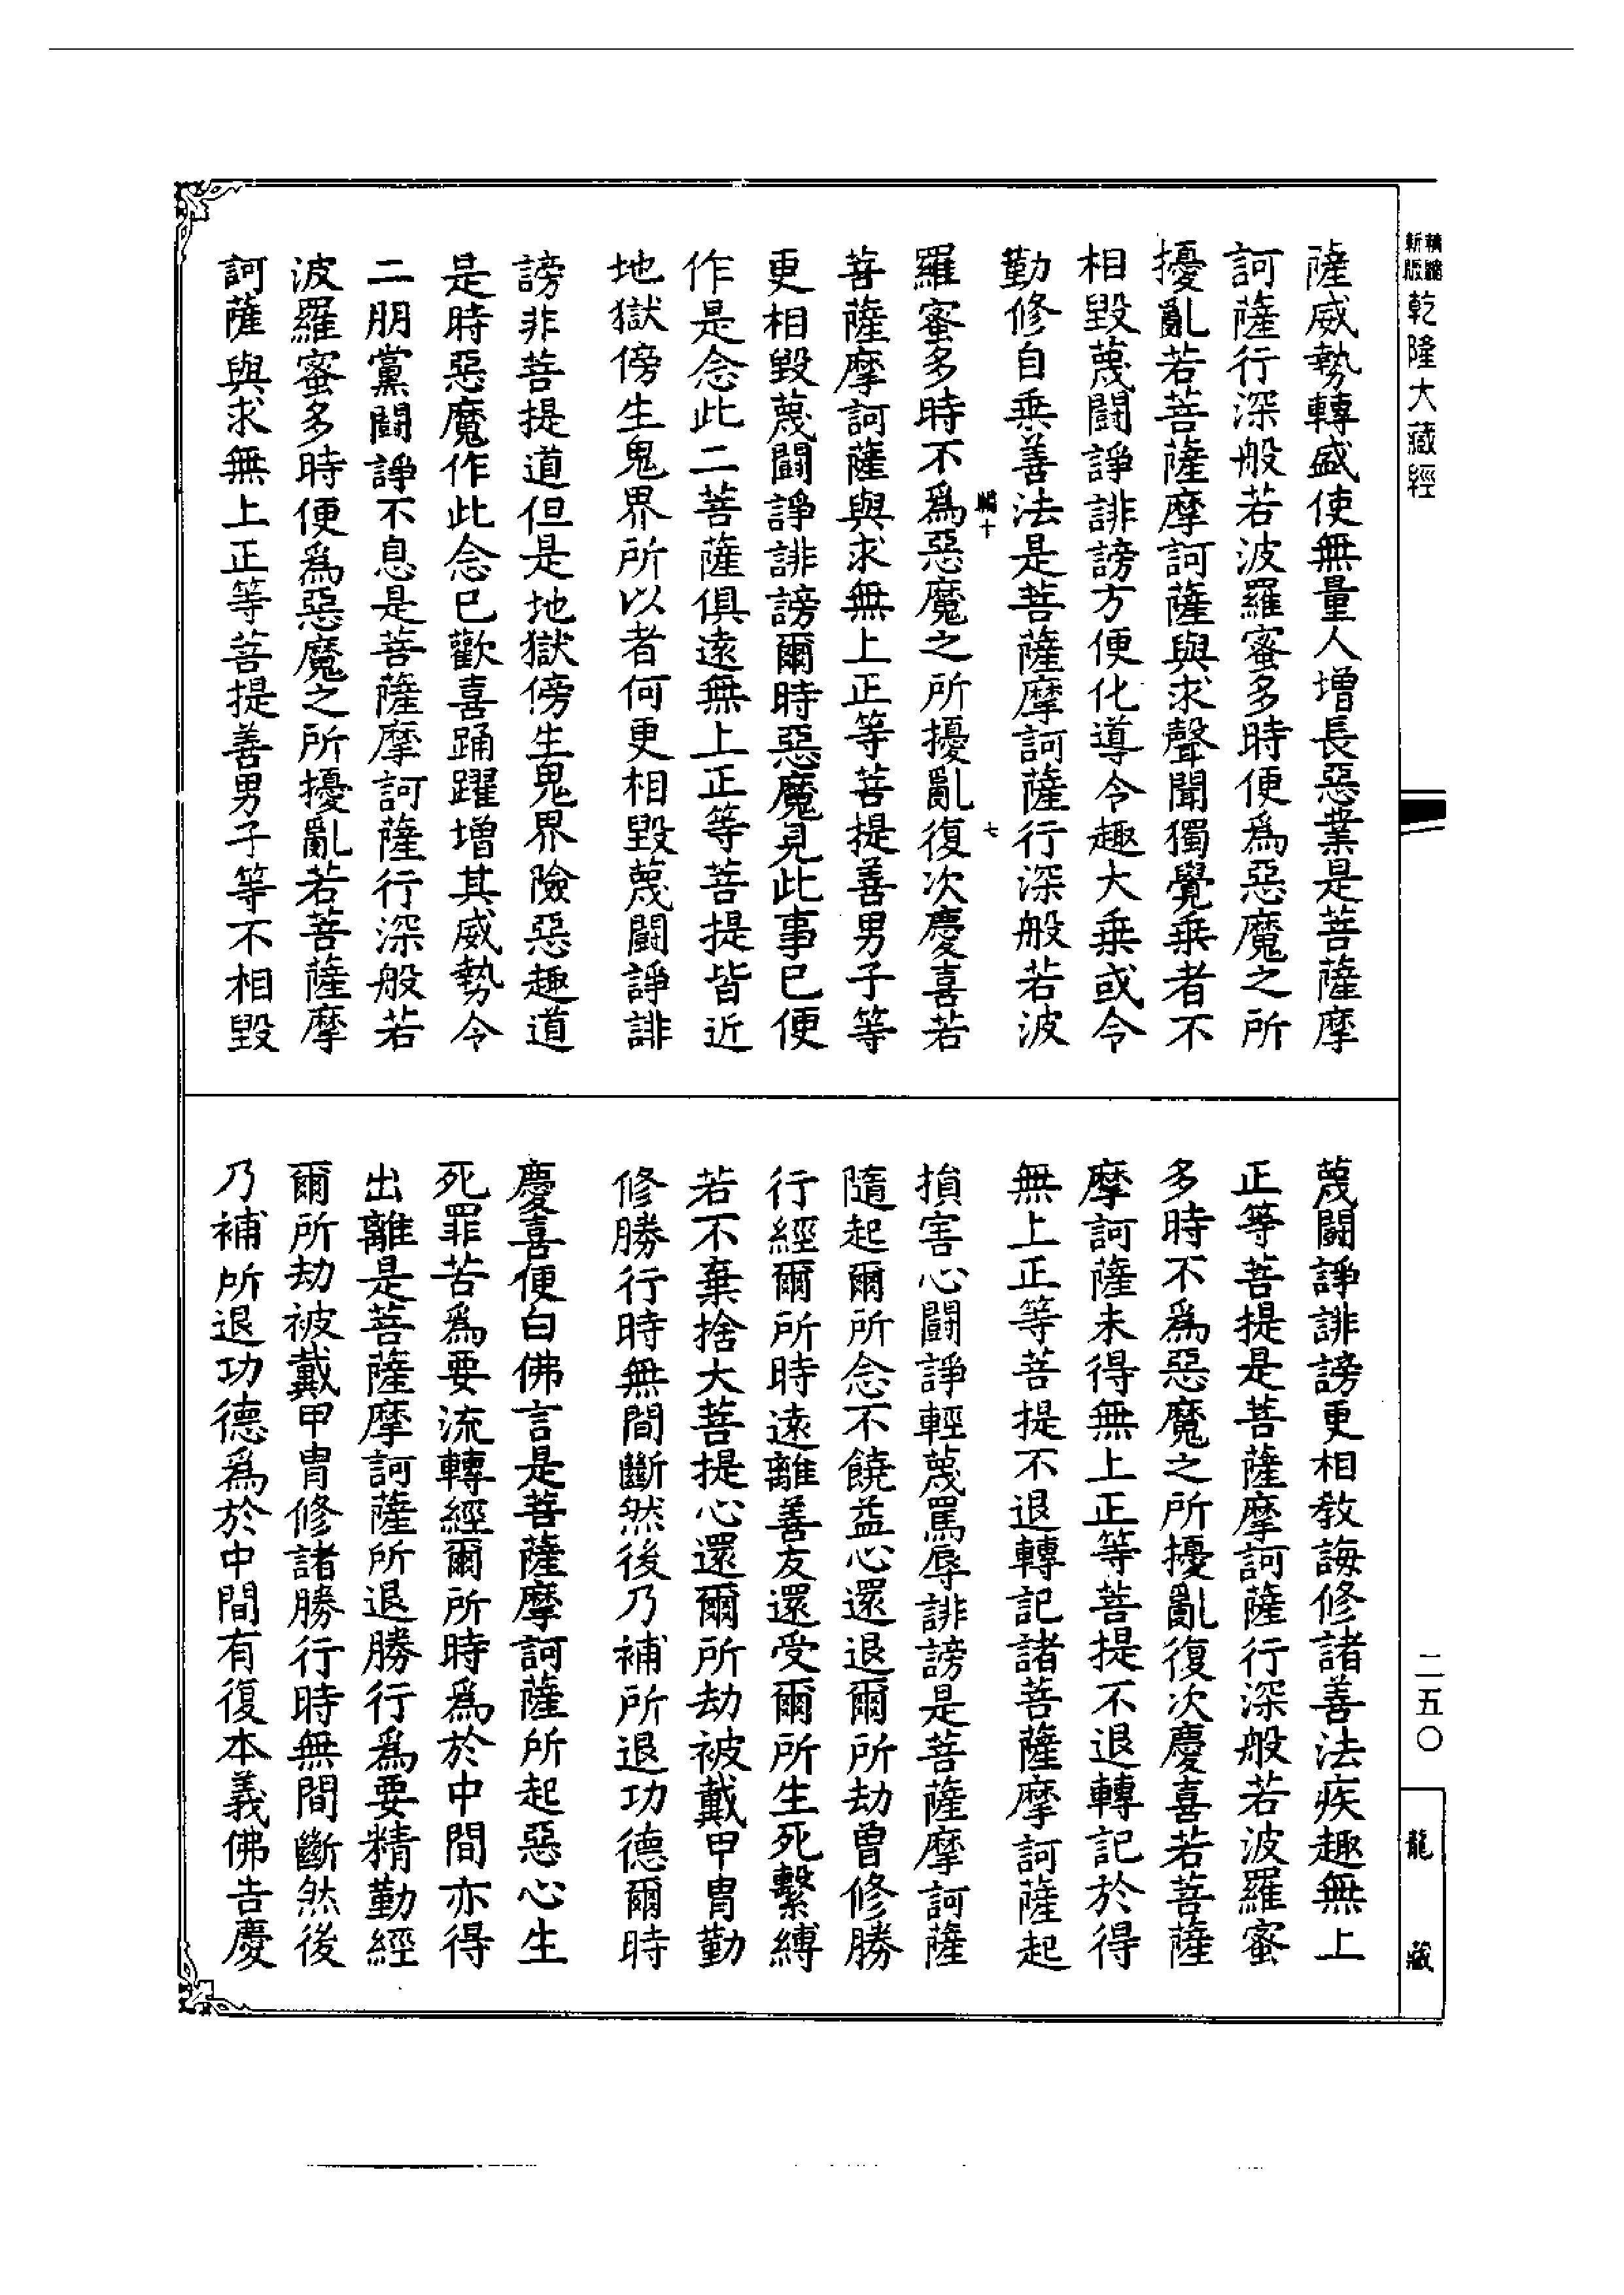 新版
精縮
乾隆大藏經
薩威勢轉盛使無量人增長惡業是菩薩摩
訶薩行深般若波羅蜜多時便爲惡魔之所
擾亂若菩薩摩訶薩與求聲聞獨覺乘者不
相毀蔑鬬諍誹謗方便化導令趣大乘或令
勤修自乘善法是菩薩摩訶薩行深般若波
十
七
羅蜜多時不爲惡魔之所擾亂復次慶喜若
菩薩摩訶薩與求無上正等菩提善男子等
更相毀蔑鬬諍誹謗爾時惡魔見此事已便
作是念此二菩薩俱遠無上正等菩提皆近
地獄傍生鬼界所以者何更相毀蔑鬬諍誹
謗非菩提道但是地獄傍生鬼界險惡趣道
是時惡魔作此念已歡喜踊躍增其威勢令
二朋黨鬬諍不息是菩薩摩訶薩行深般若
波羅蜜多時便爲惡魔之所擾亂若菩薩摩
訶薩與求無上正等菩提善男子等不相毀
蔑鬬諍誹謗更相教誨修諸善法疾趣無上
正等菩提是菩薩摩訶薩行深般若波羅蜜
多時不爲惡魔之所擾亂復次慶喜若菩薩
摩訶薩未得無上正等菩提不退轉記於得
無上正等菩提不退轉記諸菩薩摩訶薩起
損害心鬬諍輕蔑罵辱誹謗是菩薩摩訶薩
隨起爾所念不饒益心還退爾所劫曾修勝
行經爾所時遠離善友還受爾所生死繫縛
若不棄捨大菩提心還爾所劫被戴甲冑勤
修勝行時無間斷然後乃補所退功德爾時
慶喜便白佛言是菩薩摩訶薩所起惡心生
死罪苦爲要流轉經爾所時爲於中間亦得
出離是菩薩摩訶薩所退勝行爲要精勤經
爾所劫被戴甲冑修諸勝行時無間斷然後
乃補所退功德爲於中間有復本義佛告慶
二五〇
龍藏